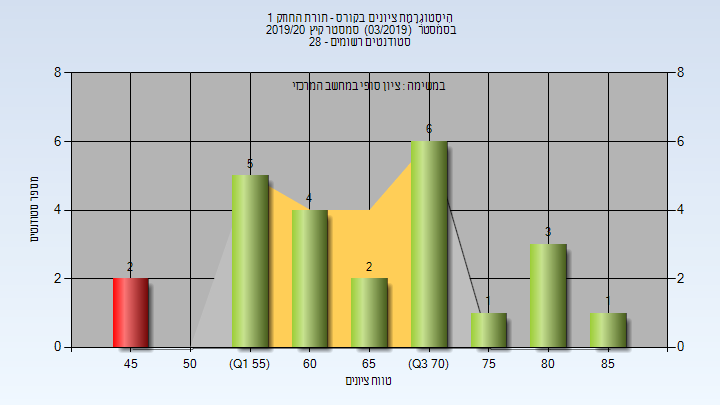 היסטוגרמת ציונים בקורס - תורת החוזק 1
בסמסטר (03/2019) סמסטר קיץ 2019/20
סטודנטים רשומים - 28
במשימה : ציון סופי במחשב המרכזי
8 8
6 6
4 4
2 2
0 0
מספר סטודנטים
2 5 4 2 6 1 3 1
45 50 (Q1 55) 60 65 (Q3 70) 75 80 85
טווח ציונים